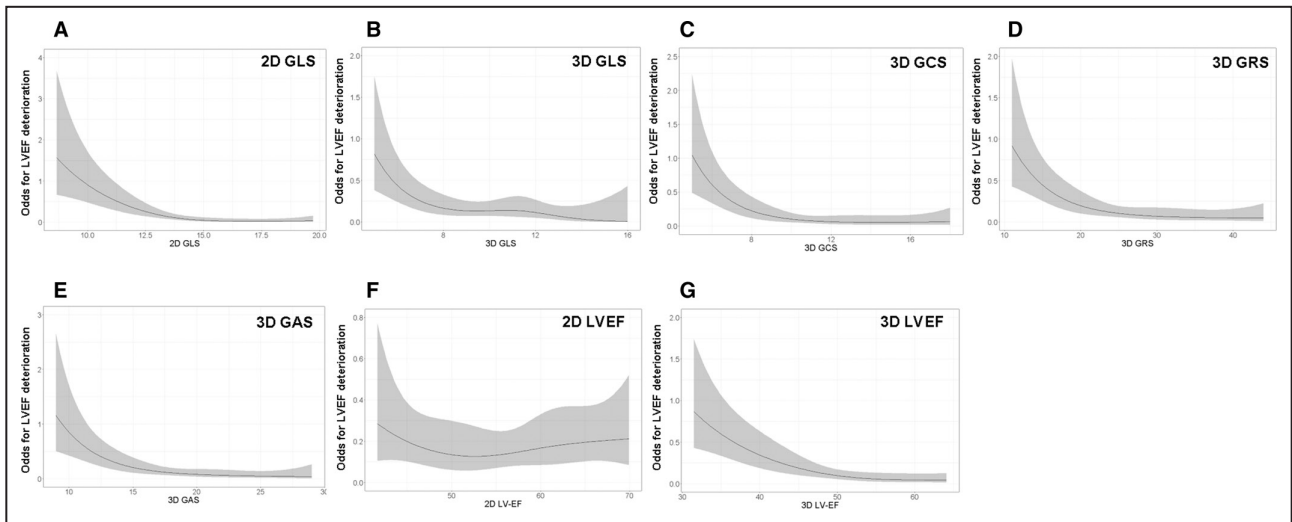 A
2D GLS
Odds for LVEF deterioration
4
3
2
1
0
10.0 12.5 15.0 17.5 20.0
2D GLS
B
3D GLS
Odds for LVEF deterioration
2.0
1.5
1.0
0.5
0.0
8 12 16
3D GLS
C
3D GCS
Odds for LVEF deterioration
2.5
2.0
1.5
1.0
0.5
0.0
8 12 16
3D GCS
D
3D GRS
Odds for LVEF deterioration
2.0
1.5
1.0
0.5
0.0
10 20 30 40
3D GRS
E
3D GAS
Odds for LVEF deterioration
3
2
1
0
10 15 20 25 30
3D GAS
F
2D LVEF
Odds for LVEF deterioration
0.8
0.6
0.4
0.2
0.0
50 60 70
2D LV-EF
G
3D LVEF
Odds for LVEF deterioration
2.0
1.5
1.0
0.5
0.0
30 40 50 60
3D LV-EF